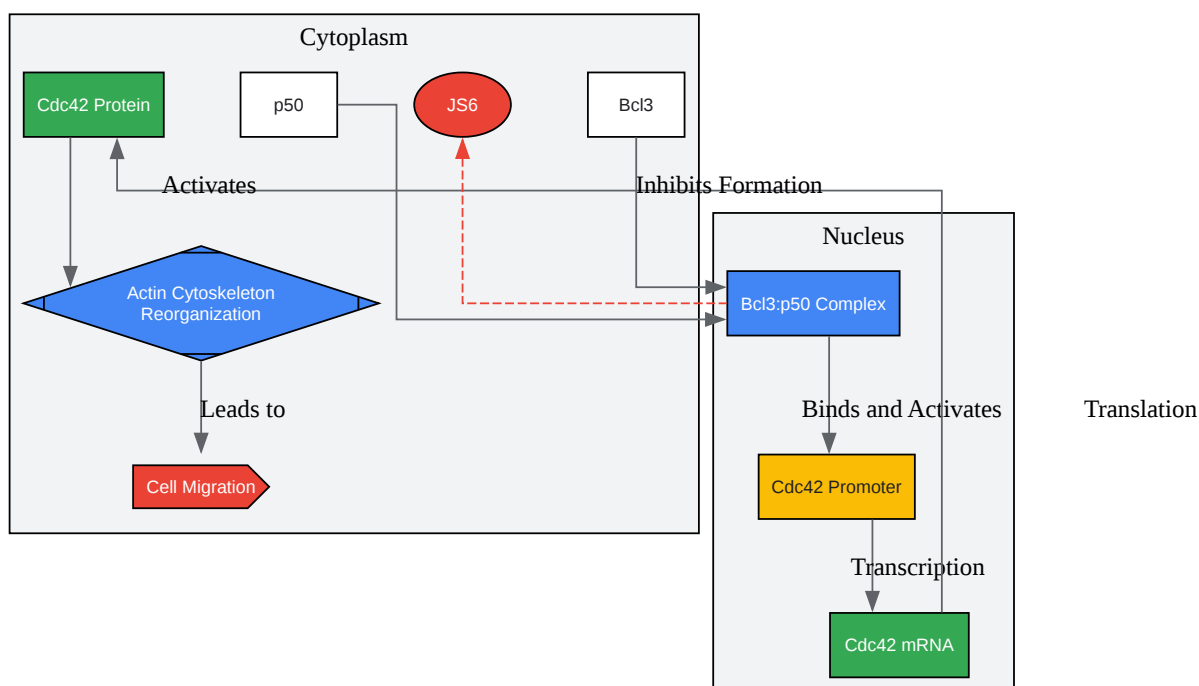 Cytoplasm
Cdc42 Protein
p50
JS6
Bcl3
Activates
Inhibits Formation
Nucleus
Actin Cytoskeleton
Reorganization
Bcl3:p50 Complex
Leads to
Binds and Activates
Translation
Cell Migration
Cdc42 Promoter
Transcription
Cdc42 mRNA